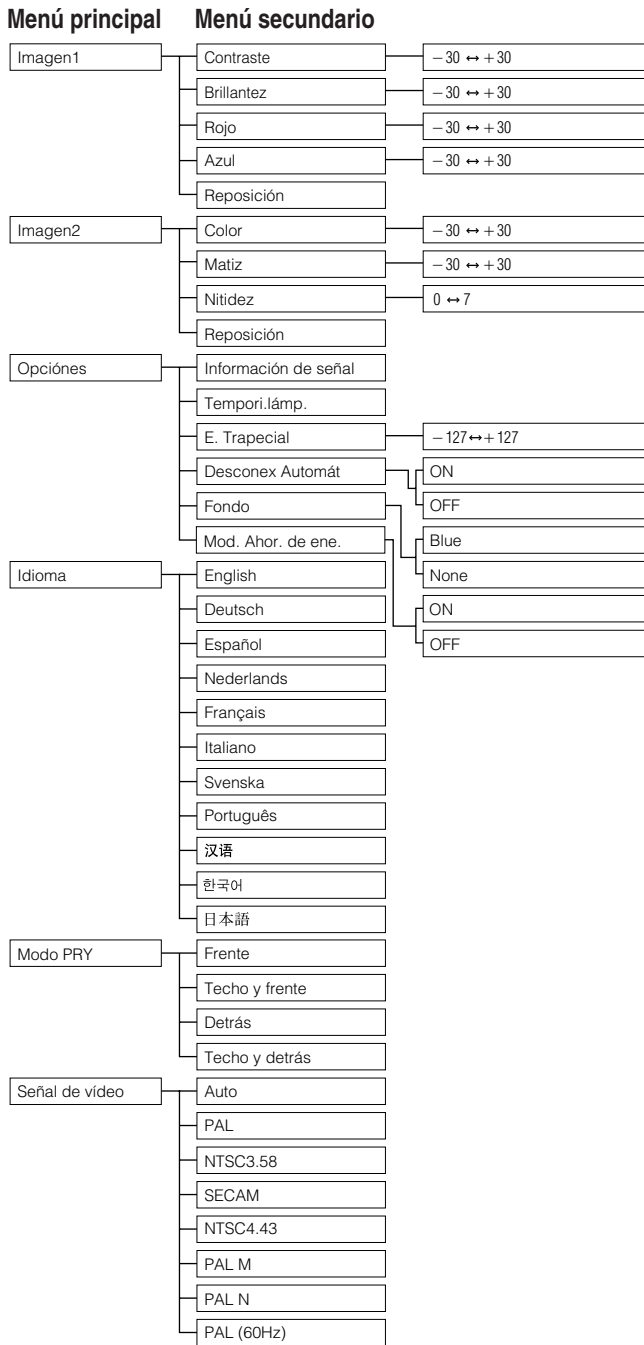 Menú principal Menú secundario
Imagen1 Contraste −30 ↔ +30
Brillantez −30 ↔ +30
Rojo −30 ↔ +30
Azul −30 ↔ +30
Reposición
Imagen2 Color −30 ↔ +30
Matiz −30 ↔ +30
Nitidez 0 ↔ 7
Reposición
Opciónes Información de señal
Tempori.lámp.
E. Trapecial −127↔+127
Desconex Automát ON
Fondo OFF
Mod. Ahor. de ene. Blue
Idioma English None
Deutsch ON
Español OFF
Nederlands
Français
Italiano
Svenska
Português
汉语
한국어
日本語
Modo PRY Frente
Techo y frente
Detrás
Techo y detrás
Señal de vídeo Auto
PAL
NTSC3.58
SECAM
NTSC4.43
PAL M
PAL N
PAL (60Hz)